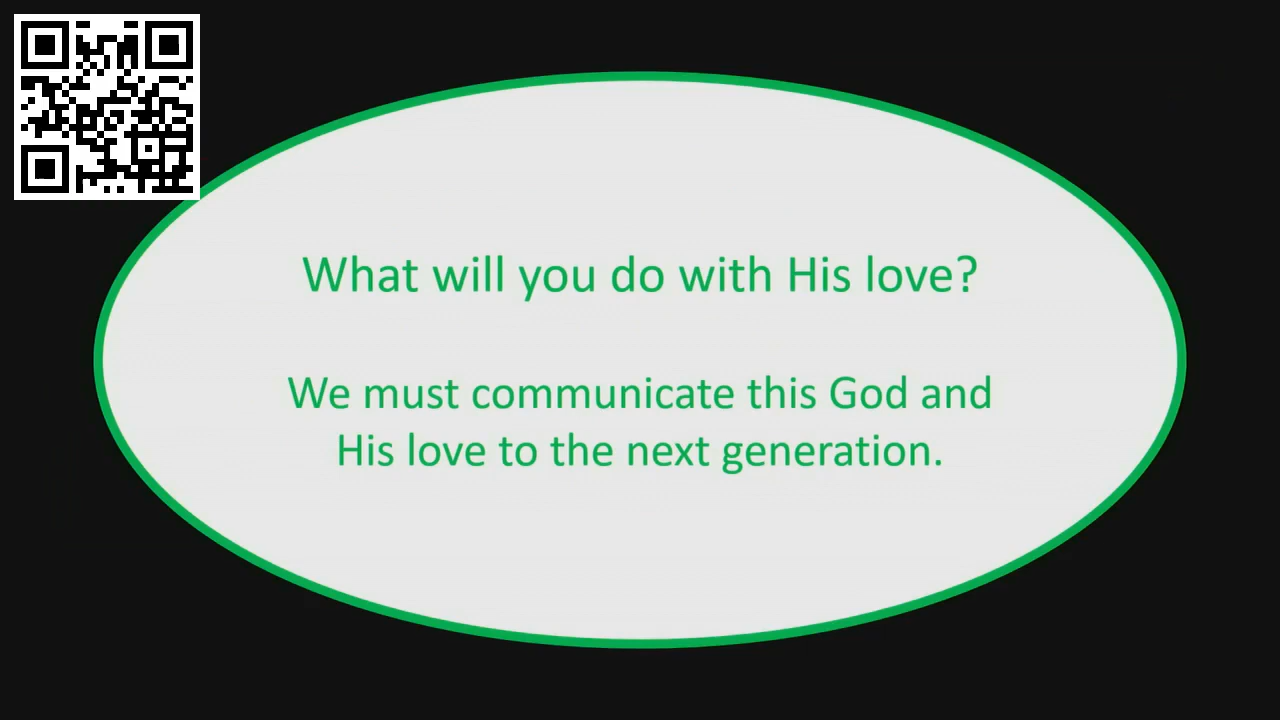 What will you do with His love?
We must communicate this God and
His love to the next generation.